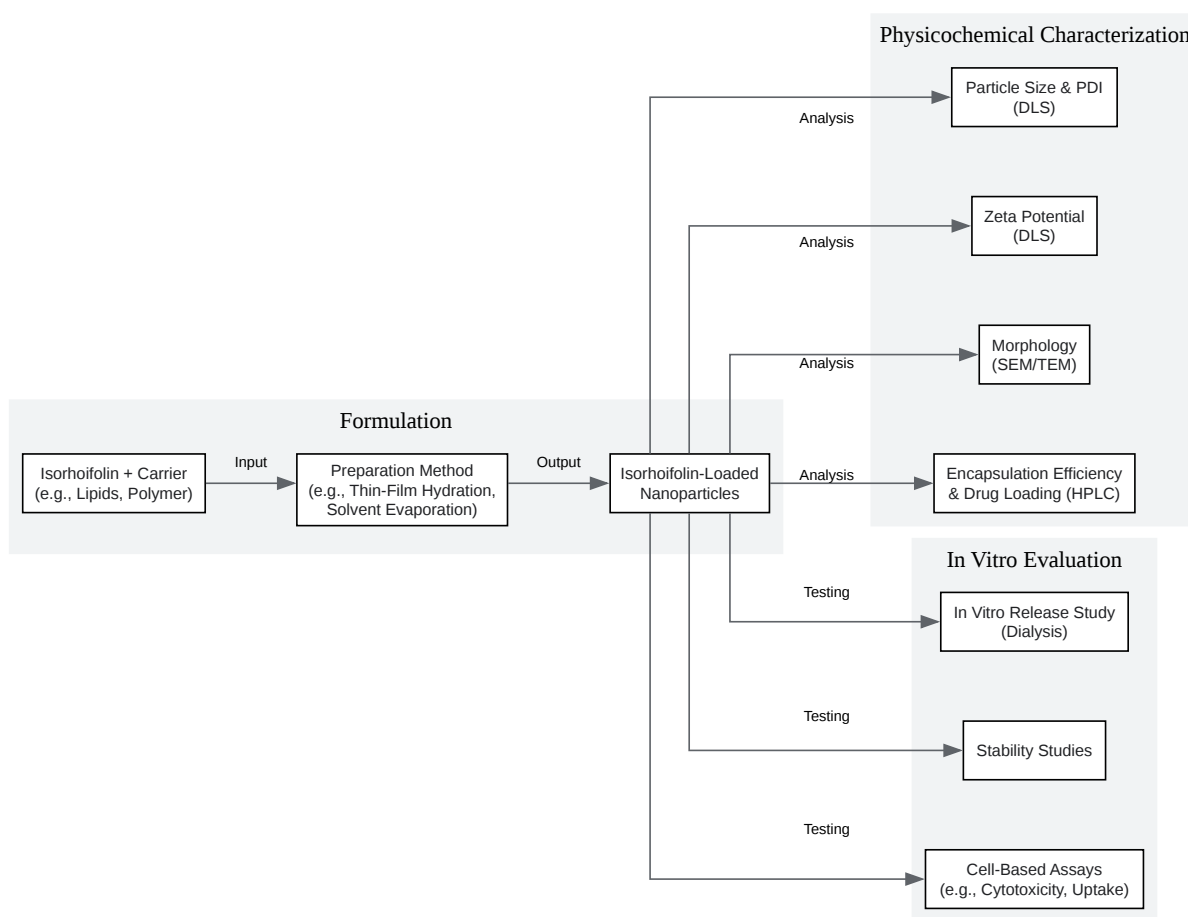 Physicochemical Characterization
Particle Size & PDI
(DLS)
Analysis
Zeta Potential
(DLS)
Analysis
Morphology
(SEM/TEM)
Analysis
Formulation
Isorhoifolin + Carrier
(e.g., Lipids, Polymer)
Input
Preparation Method
(e.g., Thin-Film Hydration,
Solvent Evaporation)
Output
Isorhoifolin-Loaded
Nanoparticles
Analysis
Encapsulation Efficiency
& Drug Loading (HPLC)
In Vitro Evaluation
Testing
In Vitro Release Study
(Dialysis)
Testing
Stability Studies
Testing
Cell-Based Assays
(e.g., Cytotoxicity, Uptake)